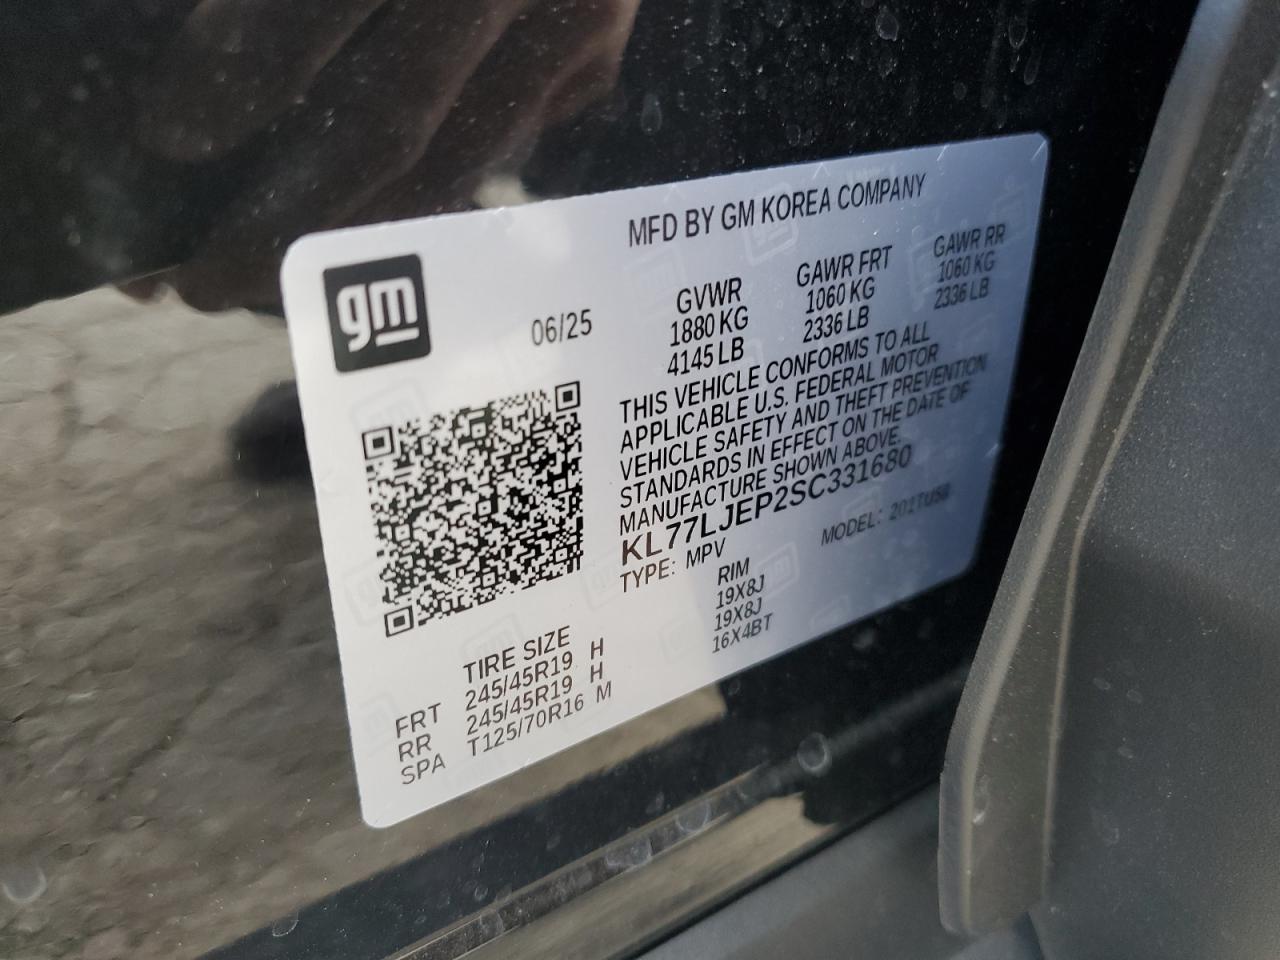 MFD BY GM KOREA COMPANY
gm
06/25
GVWR
1880 KG
4145 LB
GAWR FRT
1060 KG
2336 LB
GAWR RR
1060 KG
2336 LB
THIS VEHICLE CONFORMS TO ALL
APPLICABLE U.S. FEDERAL MOTOR
VEHICLE SAFETY AND THEFT PREVENTION
STANDARDS IN EFFECT ON THE DATE OF
MANUFACTURE SHOWN ABOVE.
KL77LJEP2SC331680
TYPE: MPV
MODEL:
TIRE SIZE RIM
FRT 245/45R19 H 19X8J
RR 245/45R19 H 19X8J
SPA T125/70R16 M 16X4BT